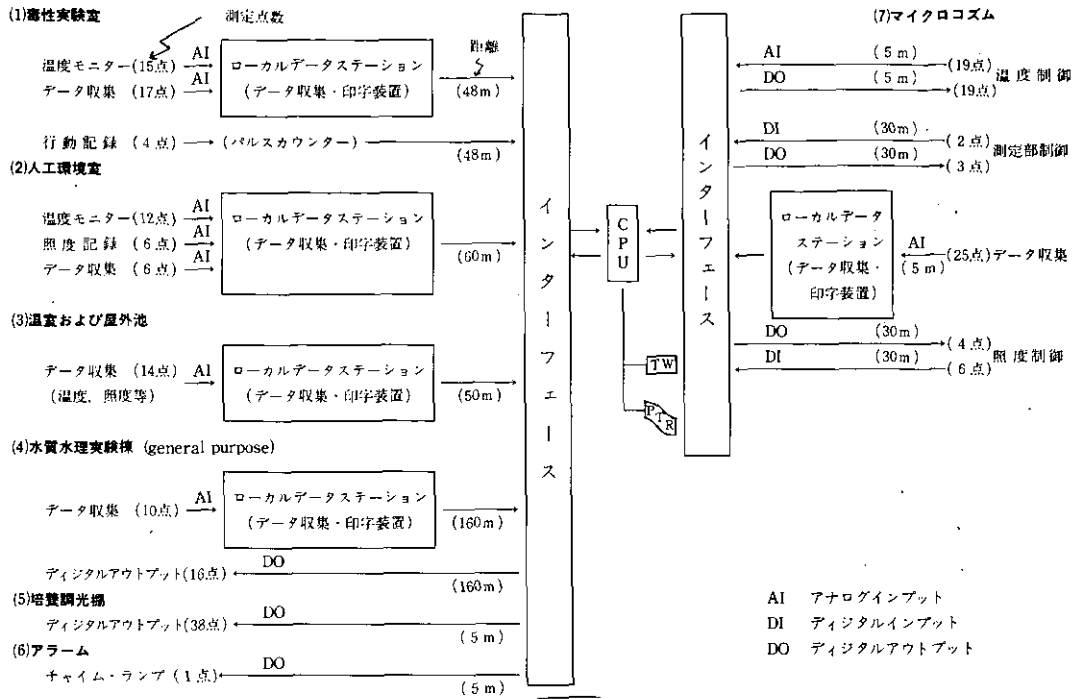 (1)毒性実験室
測定点数
距離
温度モニター(15点) AI
データ収集 (17点) AI
ローカルデータステーション
(データ収集・印字装置)
(48m)
行動記録 (4点) (パルスカウンター)
(48m)
(2)人工環境室
温度モニター(12点) AI
照度記録 (6点) AI
データ収集 (6点) AI
ローカルデータステーション
(データ収集・印字装置)
(60m)
(3)温室および屋外池
データ収集 (14点) AI
(温度，照度等)
ローカルデータステーション
(データ収集・印字装置)
(50m)
(4)水質水理実験棟 (general purpose)
データ収集 (10点) AI
ローカルデータステーション
(データ収集・印字装置)
(160m)
ディジタルアウトプット(16点) DO
(160m)
(5)培養調光棚
ディジタルアウトプット(38点) DO
(5m)
(6)アラーム
チャイム・ランプ (1点) DO
(5m)
インターフェース
CPU
TW
PTR
インターフェース
(7)マイクロコズム
AI (5m) (19点)
DO (5m) (19点)
温度制御
DI (30m) (2点)
DO (30m) (3点)
測定部制御
ローカルデータ
ステーション
(データ収集・
印字装置)
AI
(5m)
(25点)データ収集
DO (30m) (4点)
DI (30m) (6点)
照度制御
AI アナログインプット
DI ディジタルインプット
DO ディジタルアウトプット